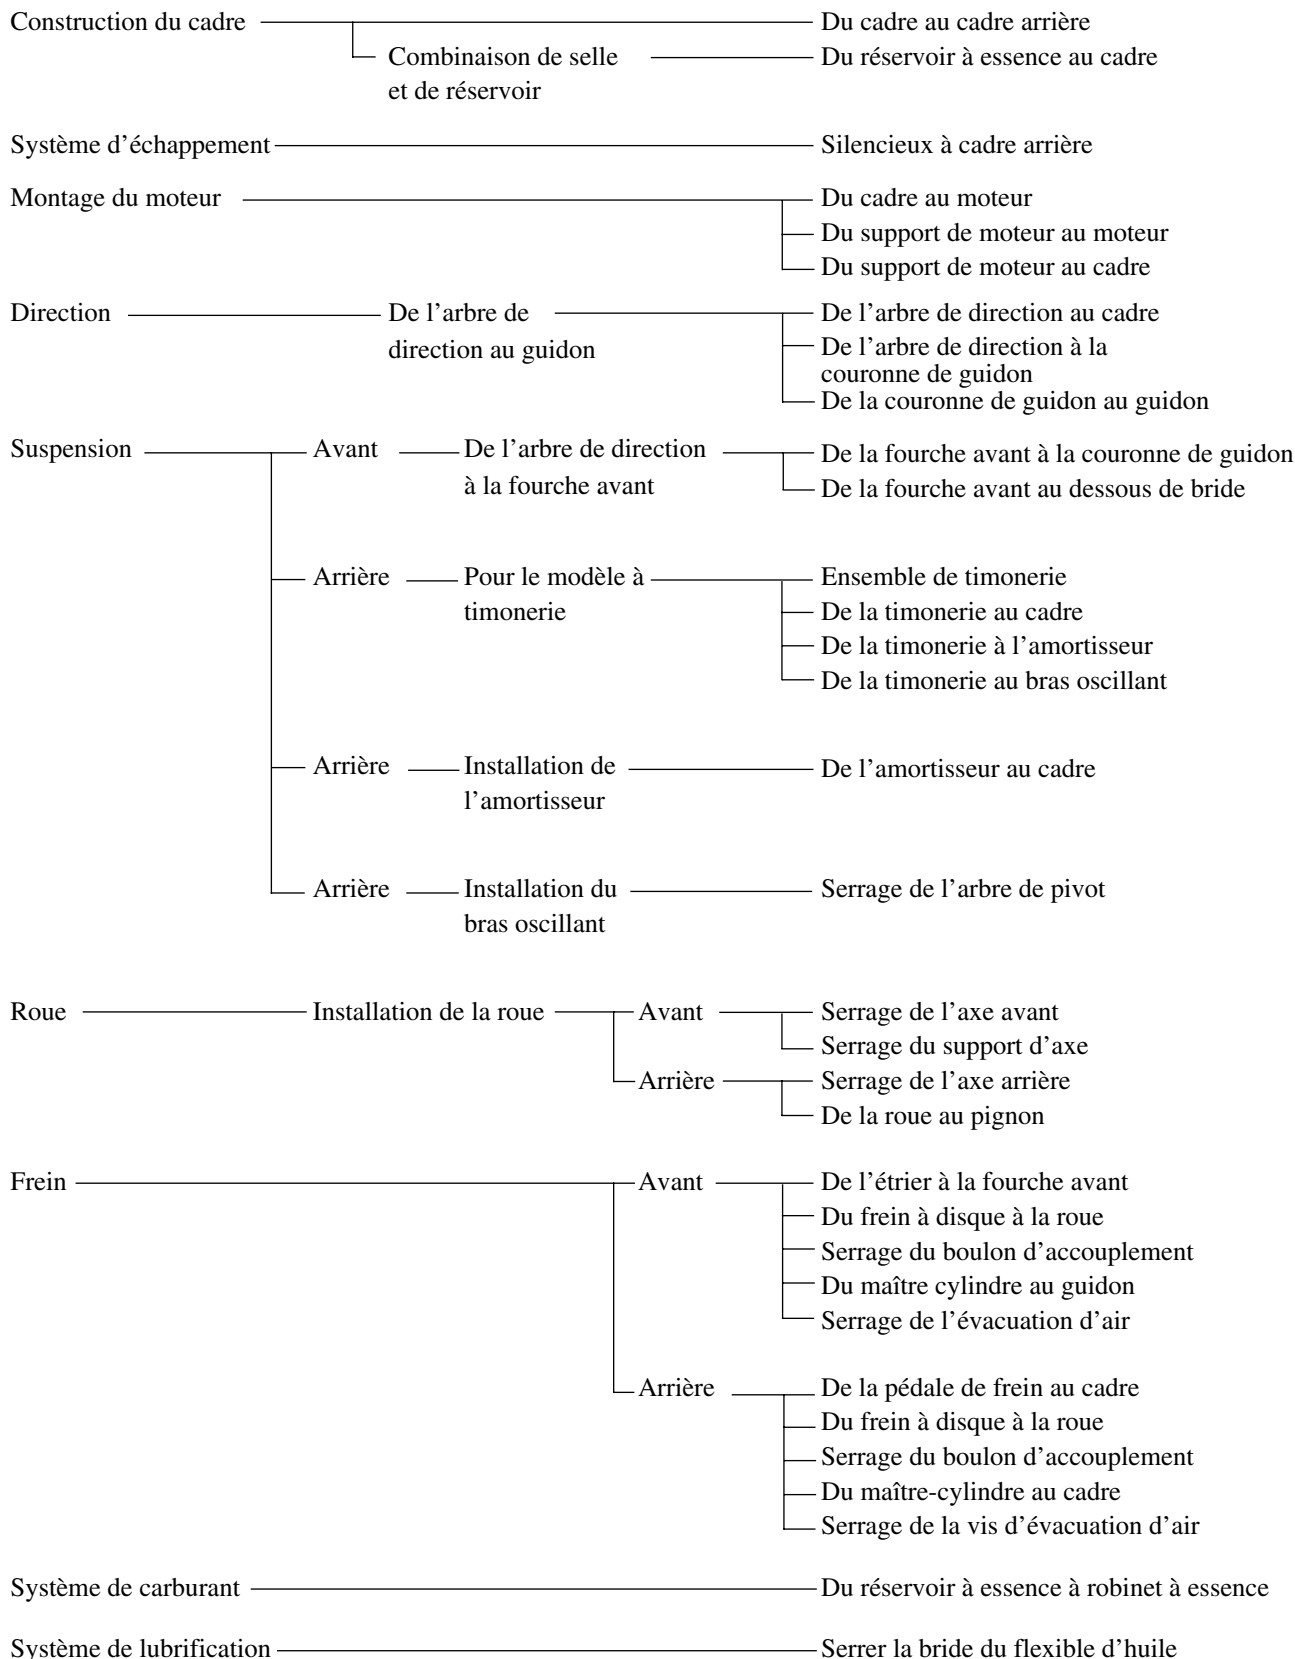 Construction du cadre
Du cadre au cadre arrière
Combinaison de selle
et de réservoir
Du réservoir à essence au cadre
Système d’échappement
Silencieux à cadre arrière
Montage du moteur
Du cadre au moteur
Du support de moteur au moteur
Du support de moteur au cadre
Direction
De l’arbre de
direction au guidon
De l’arbre de direction au cadre
De l’arbre de direction à la
couronne de guidon
De la couronne de guidon au guidon
Suspension
Avant
De l’arbre de direction
à la fourche avant
De la fourche avant à la couronne de guidon
De la fourche avant au dessous de bride
Arrière
Pour le modèle à
timonerie
Ensemble de timonerie
De la timonerie au cadre
De la timonerie à l’amortisseur
De la timonerie au bras oscillant
Arrière
Installation de
l’amortisseur
De l’amortisseur au cadre
Arrière
Installation du
bras oscillant
Serrage de l’arbre de pivot
Roue
Installation de la roue
Avant
Serrage de l’axe avant
Serrage du support d’axe
Arrière
Serrage de l’axe arrière
De la roue au pignon
Frein
Avant
De l’étrier à la fourche avant
Du frein à disque à la roue
Serrage du boulon d’accouplement
Du maître cylindre au guidon
Serrage de l’évacuation d’air
Arrière
De la pédale de frein au cadre
Du frein à disque à la roue
Serrage du boulon d’accouplement
Du maître-cylindre au cadre
Serrage de la vis d’évacuation d’air
Système de carburant
Du réservoir à essence à robinet à essence
Système de lubrification
Serrer la bride du flexible d’huile